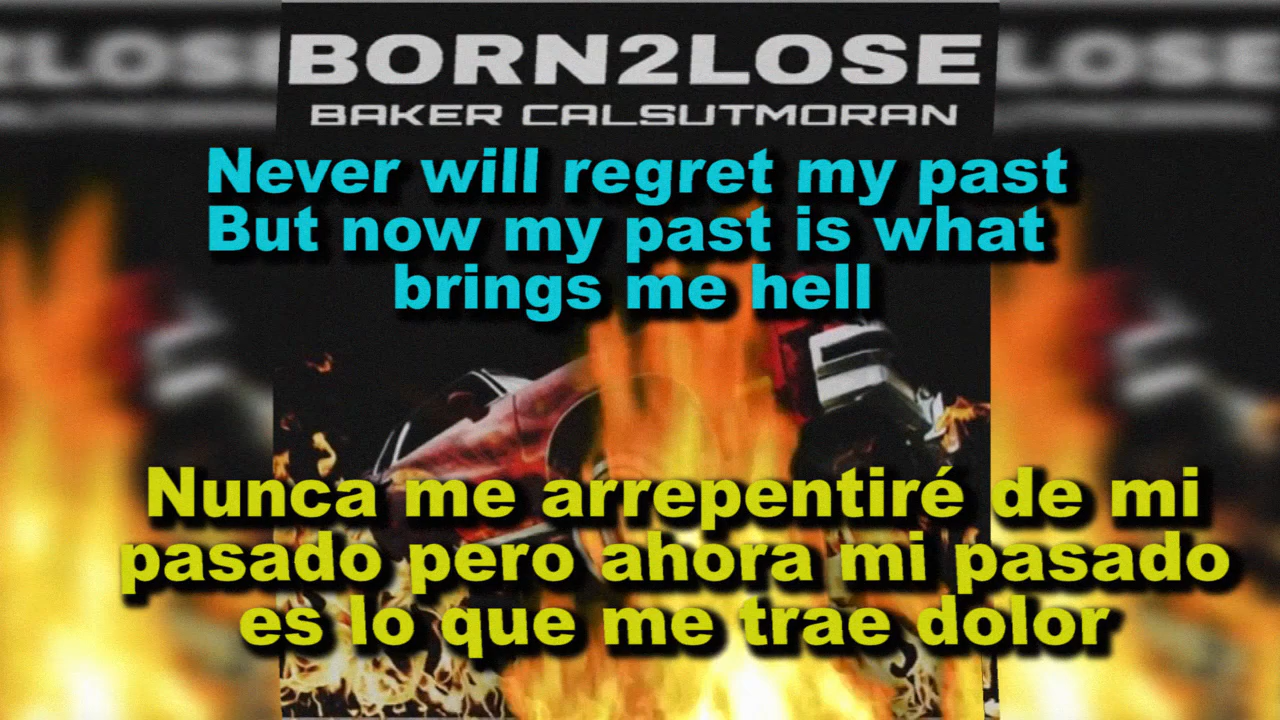 BORN2LOSE
BAKER CALSUTMORAN
Never will regret my past
But now my past is what
brings me hell
Nunca me arrepentiré de mi
pasado pero ahora mi pasado
es lo que me trae dolor